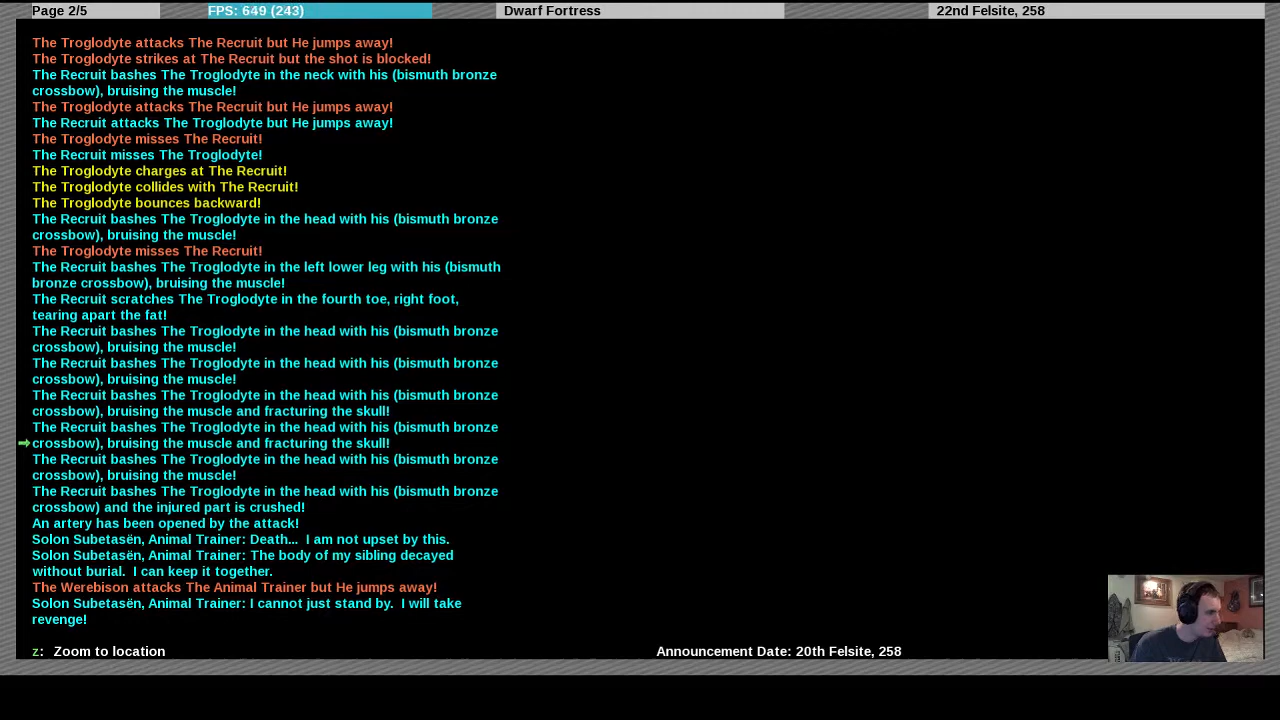 Page 2/5 FPS: 649 (243) Dwarf Fortress 22nd Felsite, 258
The Troglodyte attacks The Recruit but He jumps away!
The Troglodyte strikes at The Recruit but the shot is blocked!
The Recruit bashes The Troglodyte in the neck with his (bismuth bronze
crossbow), bruising the muscle!
The Troglodyte attacks The Recruit but He jumps away!
The Recruit attacks The Troglodyte but He jumps away!
The Troglodyte misses The Recruit!
The Recruit misses The Troglodyte!
The Troglodyte charges at The Recruit!
The Troglodyte collides with The Recruit!
The Troglodyte bounces backward!
The Recruit bashes The Troglodyte in the head with his (bismuth bronze
crossbow), bruising the muscle!
The Troglodyte misses The Recruit!
The Recruit bashes The Troglodyte in the left lower leg with his (bismuth
bronze crossbow), bruising the muscle!
The Recruit scratches The Troglodyte in the fourth toe, right foot,
tearing apart the fat!
The Recruit bashes The Troglodyte in the head with his (bismuth bronze
crossbow), bruising the muscle!
The Recruit bashes The Troglodyte in the head with his (bismuth bronze
crossbow), bruising the muscle!
The Recruit bashes The Troglodyte in the head with his (bismuth bronze
crossbow), bruising the muscle and fracturing the skull!
The Recruit bashes The Troglodyte in the head with his (bismuth bronze
crossbow), bruising the muscle and fracturing the skull!
The Recruit bashes The Troglodyte in the head with his (bismuth bronze
crossbow), bruising the muscle!
The Recruit bashes The Troglodyte in the head with his (bismuth bronze
crossbow) and the injured part is crushed!
An artery has been opened by the attack!
Solon Subetasën, Animal Trainer: Death...  I am not upset by this.
Solon Subetasën, Animal Trainer: The body of my sibling decayed
without burial.  I can keep it together.
The Werebison attacks The Animal Trainer but He jumps away!
Solon Subetasën, Animal Trainer: I cannot just stand by.  I will take
revenge!
z: Zoom to location Announcement Date: 20th Felsite, 258